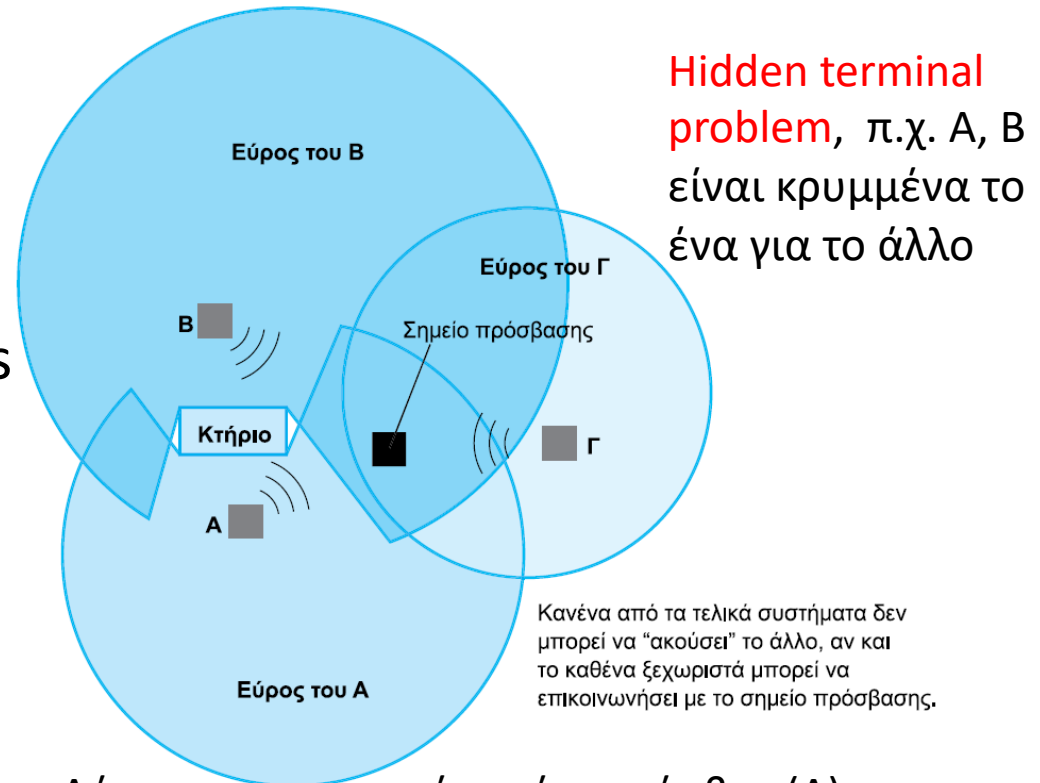 Hidden terminal
problem, π.χ. Α, Β
είναι κρυμμένα το
ένα για το άλλο
Εύρος του Β
Εύρος του Γ
Β
Σημείο πρόσβασης
s
Κτήριο
Γ
Α
Κανένα από τα τελικά συστήματα δεν
μπορεί να “ακούσει” το άλλο, αν και
το καθένα ξεχωριστά μπορεί να
επικοινωνήσει με το σημείο πρόσβασης.
Εύρος του Α